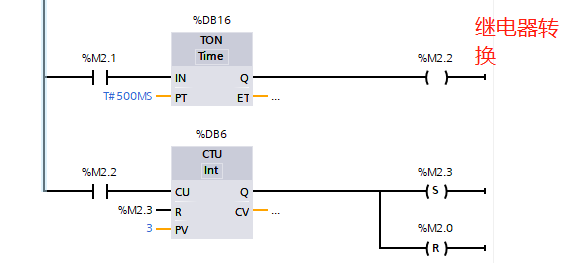 %DB16
继电器转
换
TON
Time
%M2.1
%M2.2
IN
Q
T#500MS
PT
ET
...
%DB6
CTU
Int
%M2.2
%M2.3
CU
Q
S
%M2.3
R
CV
...
3
PV
%M2.0
R